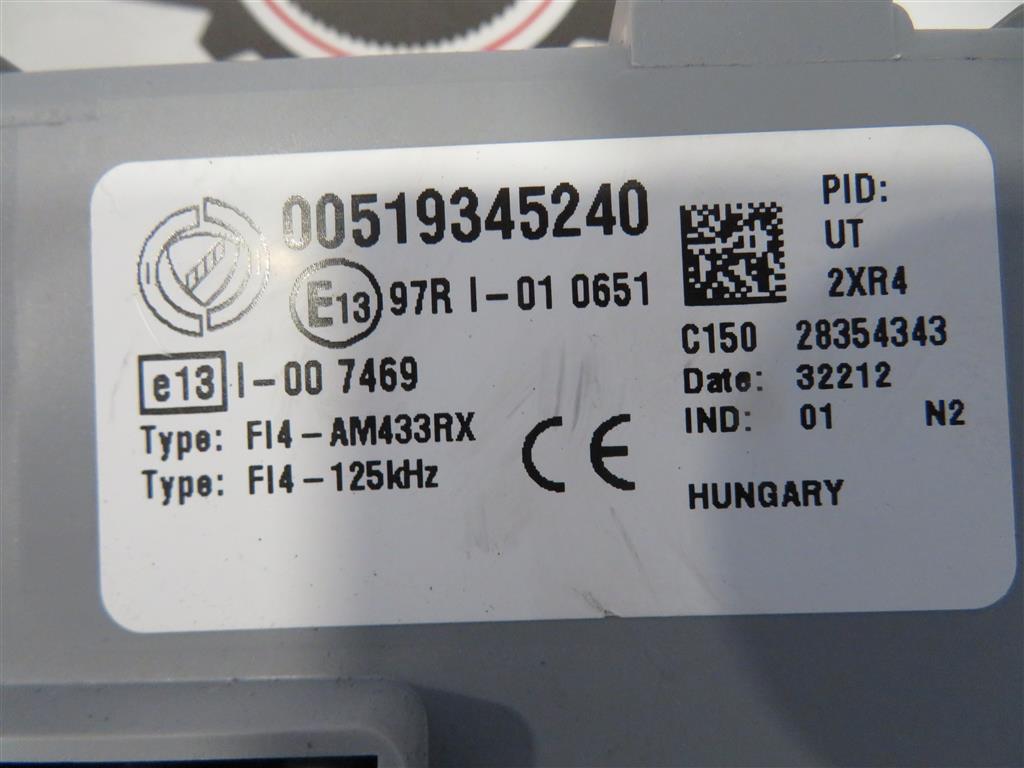 00519345240
E13 97R I-01 0651
e13 I-00 7469
Type: FI4-AM433RX
Type: FI4-125kHz
CE
PID:
UT
2XR4
C150 28354343
Date: 32212
IND: 01 N2
HUNGARY